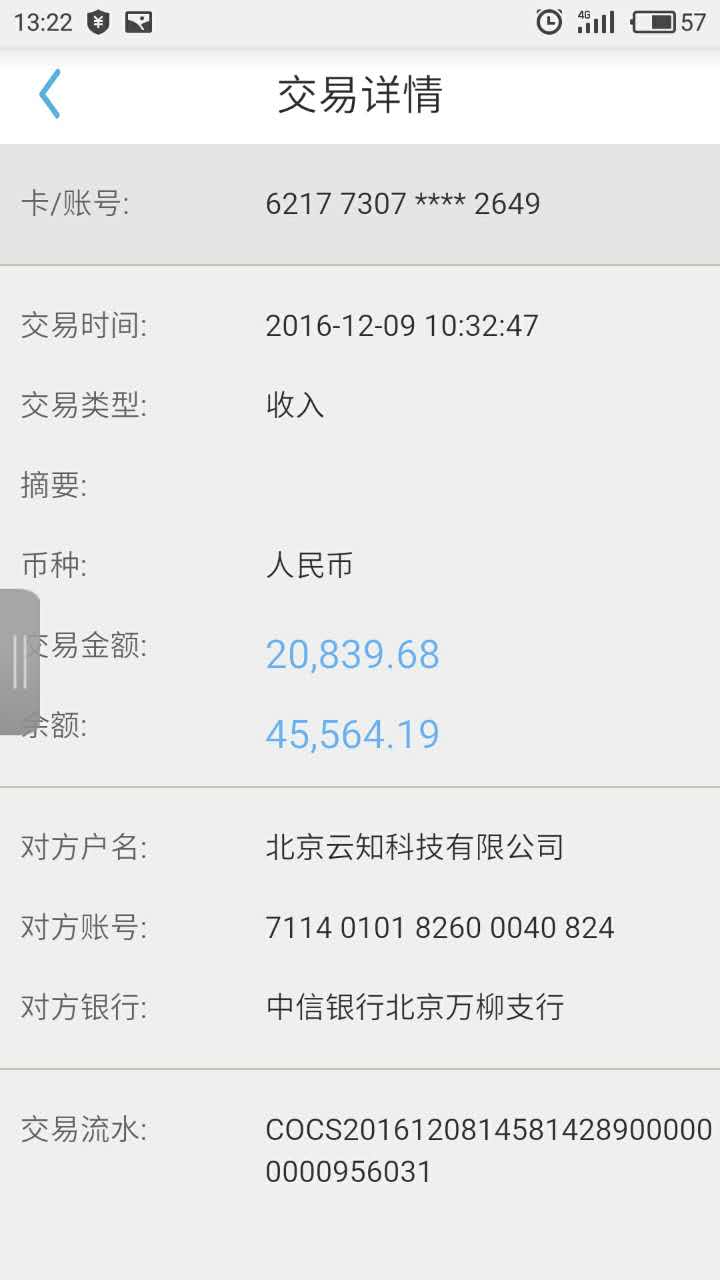 13:22 4G 57
交易详情
卡/账号: 6217 7307 **** 2649
交易时间: 2016-12-09 10:32:47
交易类型: 收入
摘要:
币种: 人民币
交易金额: 20,839.68
余额: 45,564.19
对方户名: 北京云知科技有限公司
对方账号: 7114 0101 8260 0040 824
对方银行: 中信银行北京万柳支行
交易流水: COCS2016120814581428900000
0000956031